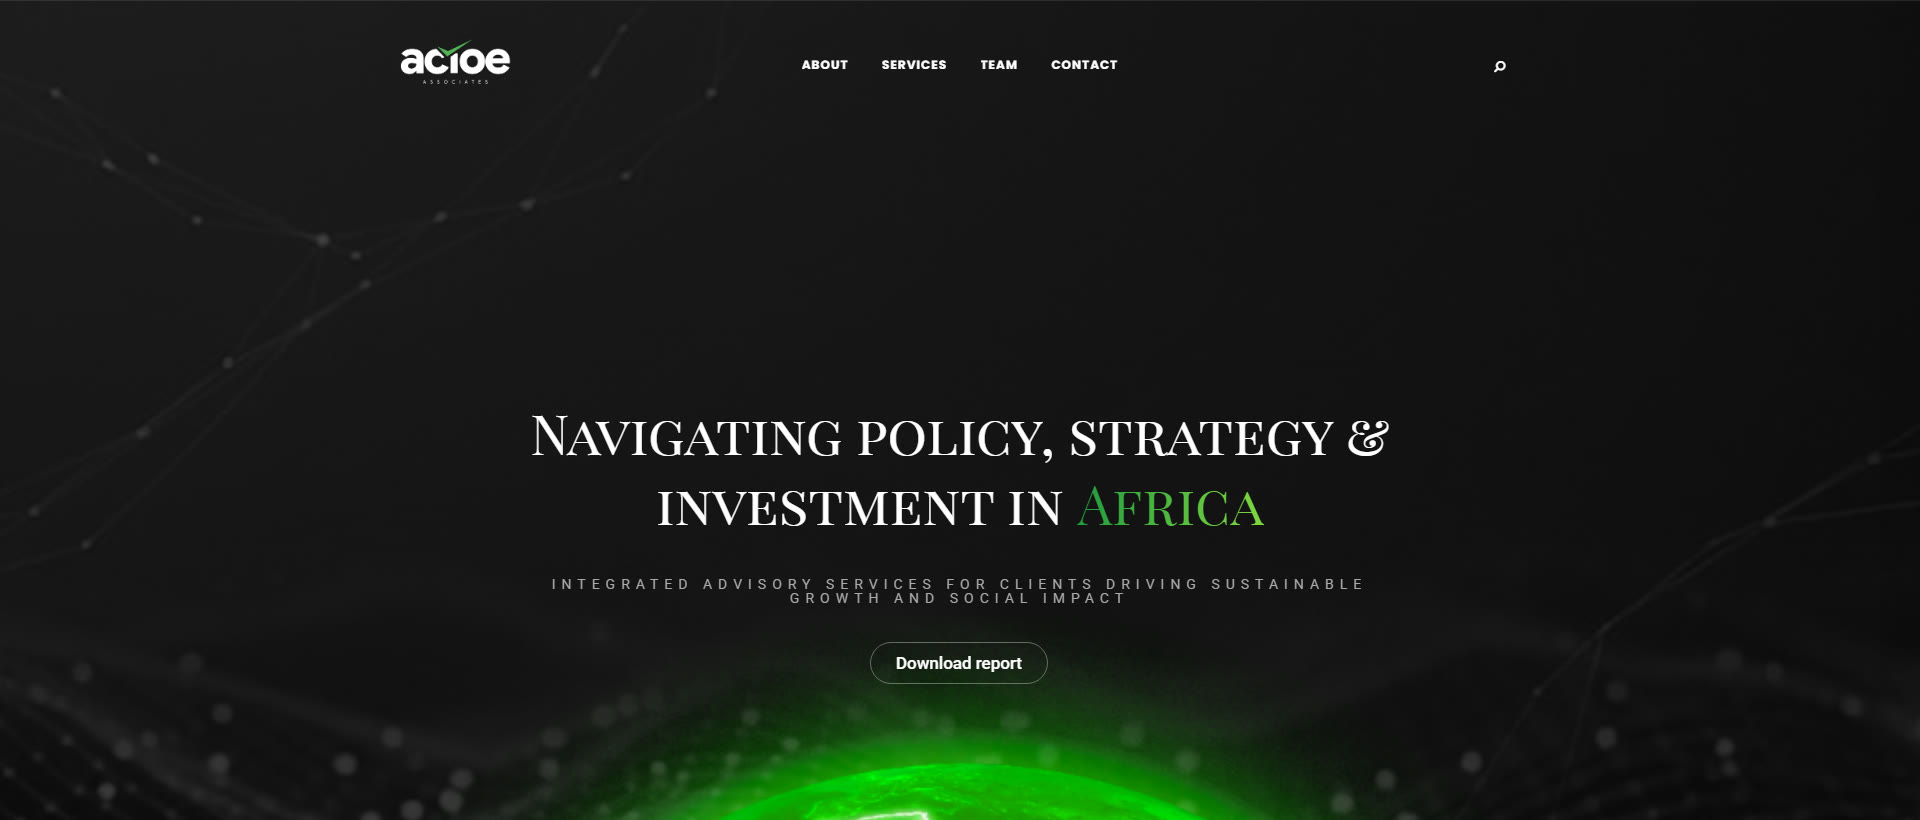 acioe
ASSOCIATES
ABOUT SERVICES TEAM CONTACT
Navigating policy, strategy &
investment in Africa
INTEGRATED ADVISORY SERVICES FOR CLIENTS DRIVING SUSTAINABLE
GROWTH AND SOCIAL IMPACT
Download report